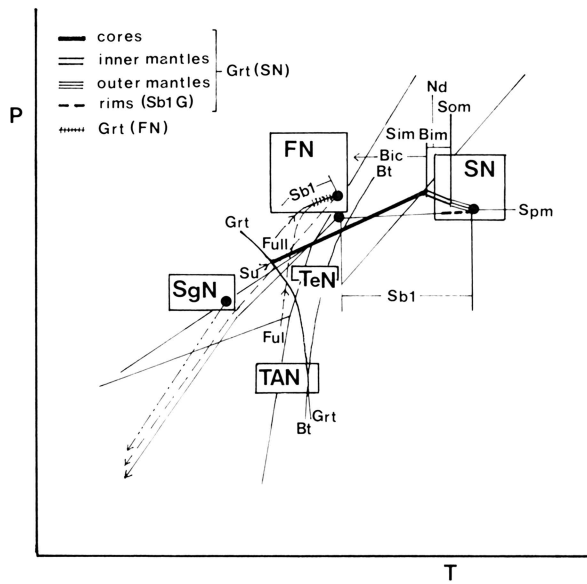 cores
inner mantles
outer mantles
rims (Sb1 G)
Grt (SN)
Grt (FN)
P
Nd
Som
Sim Bim
Bic
Bt
FN
SN
Sb1
Spm
Grt
Full
Su
TeN
SgN
Sb1
Ful
TAN
Grt
Bt
T